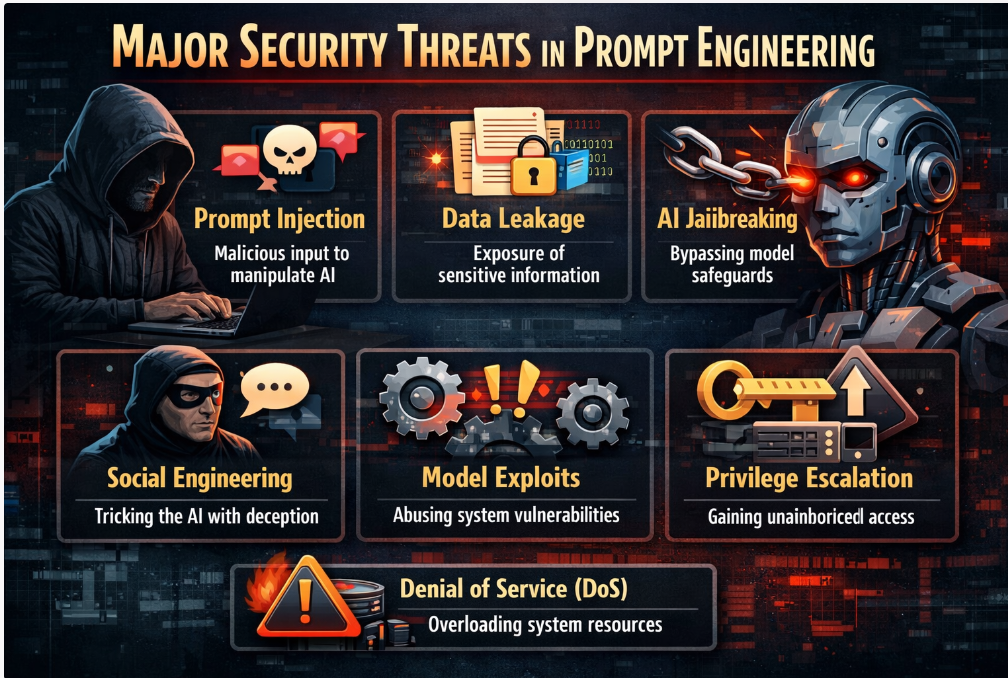 MAJOR SECURITY THREATS IN PROMPT ENGINEERING
Prompt Injection
Malicious input to
manipulate AI
Data Leakage
Exposure of
sensitive information
AI Jaiibreaking
Bypassing model
safeguards
Social Engineering
Tricking the AI with deception
Model Exploits
Abusing system vulnerabilities
Privilege Escalation
Gaining unainboricedl access
Denial of Service (DoS)
Overloading system resources